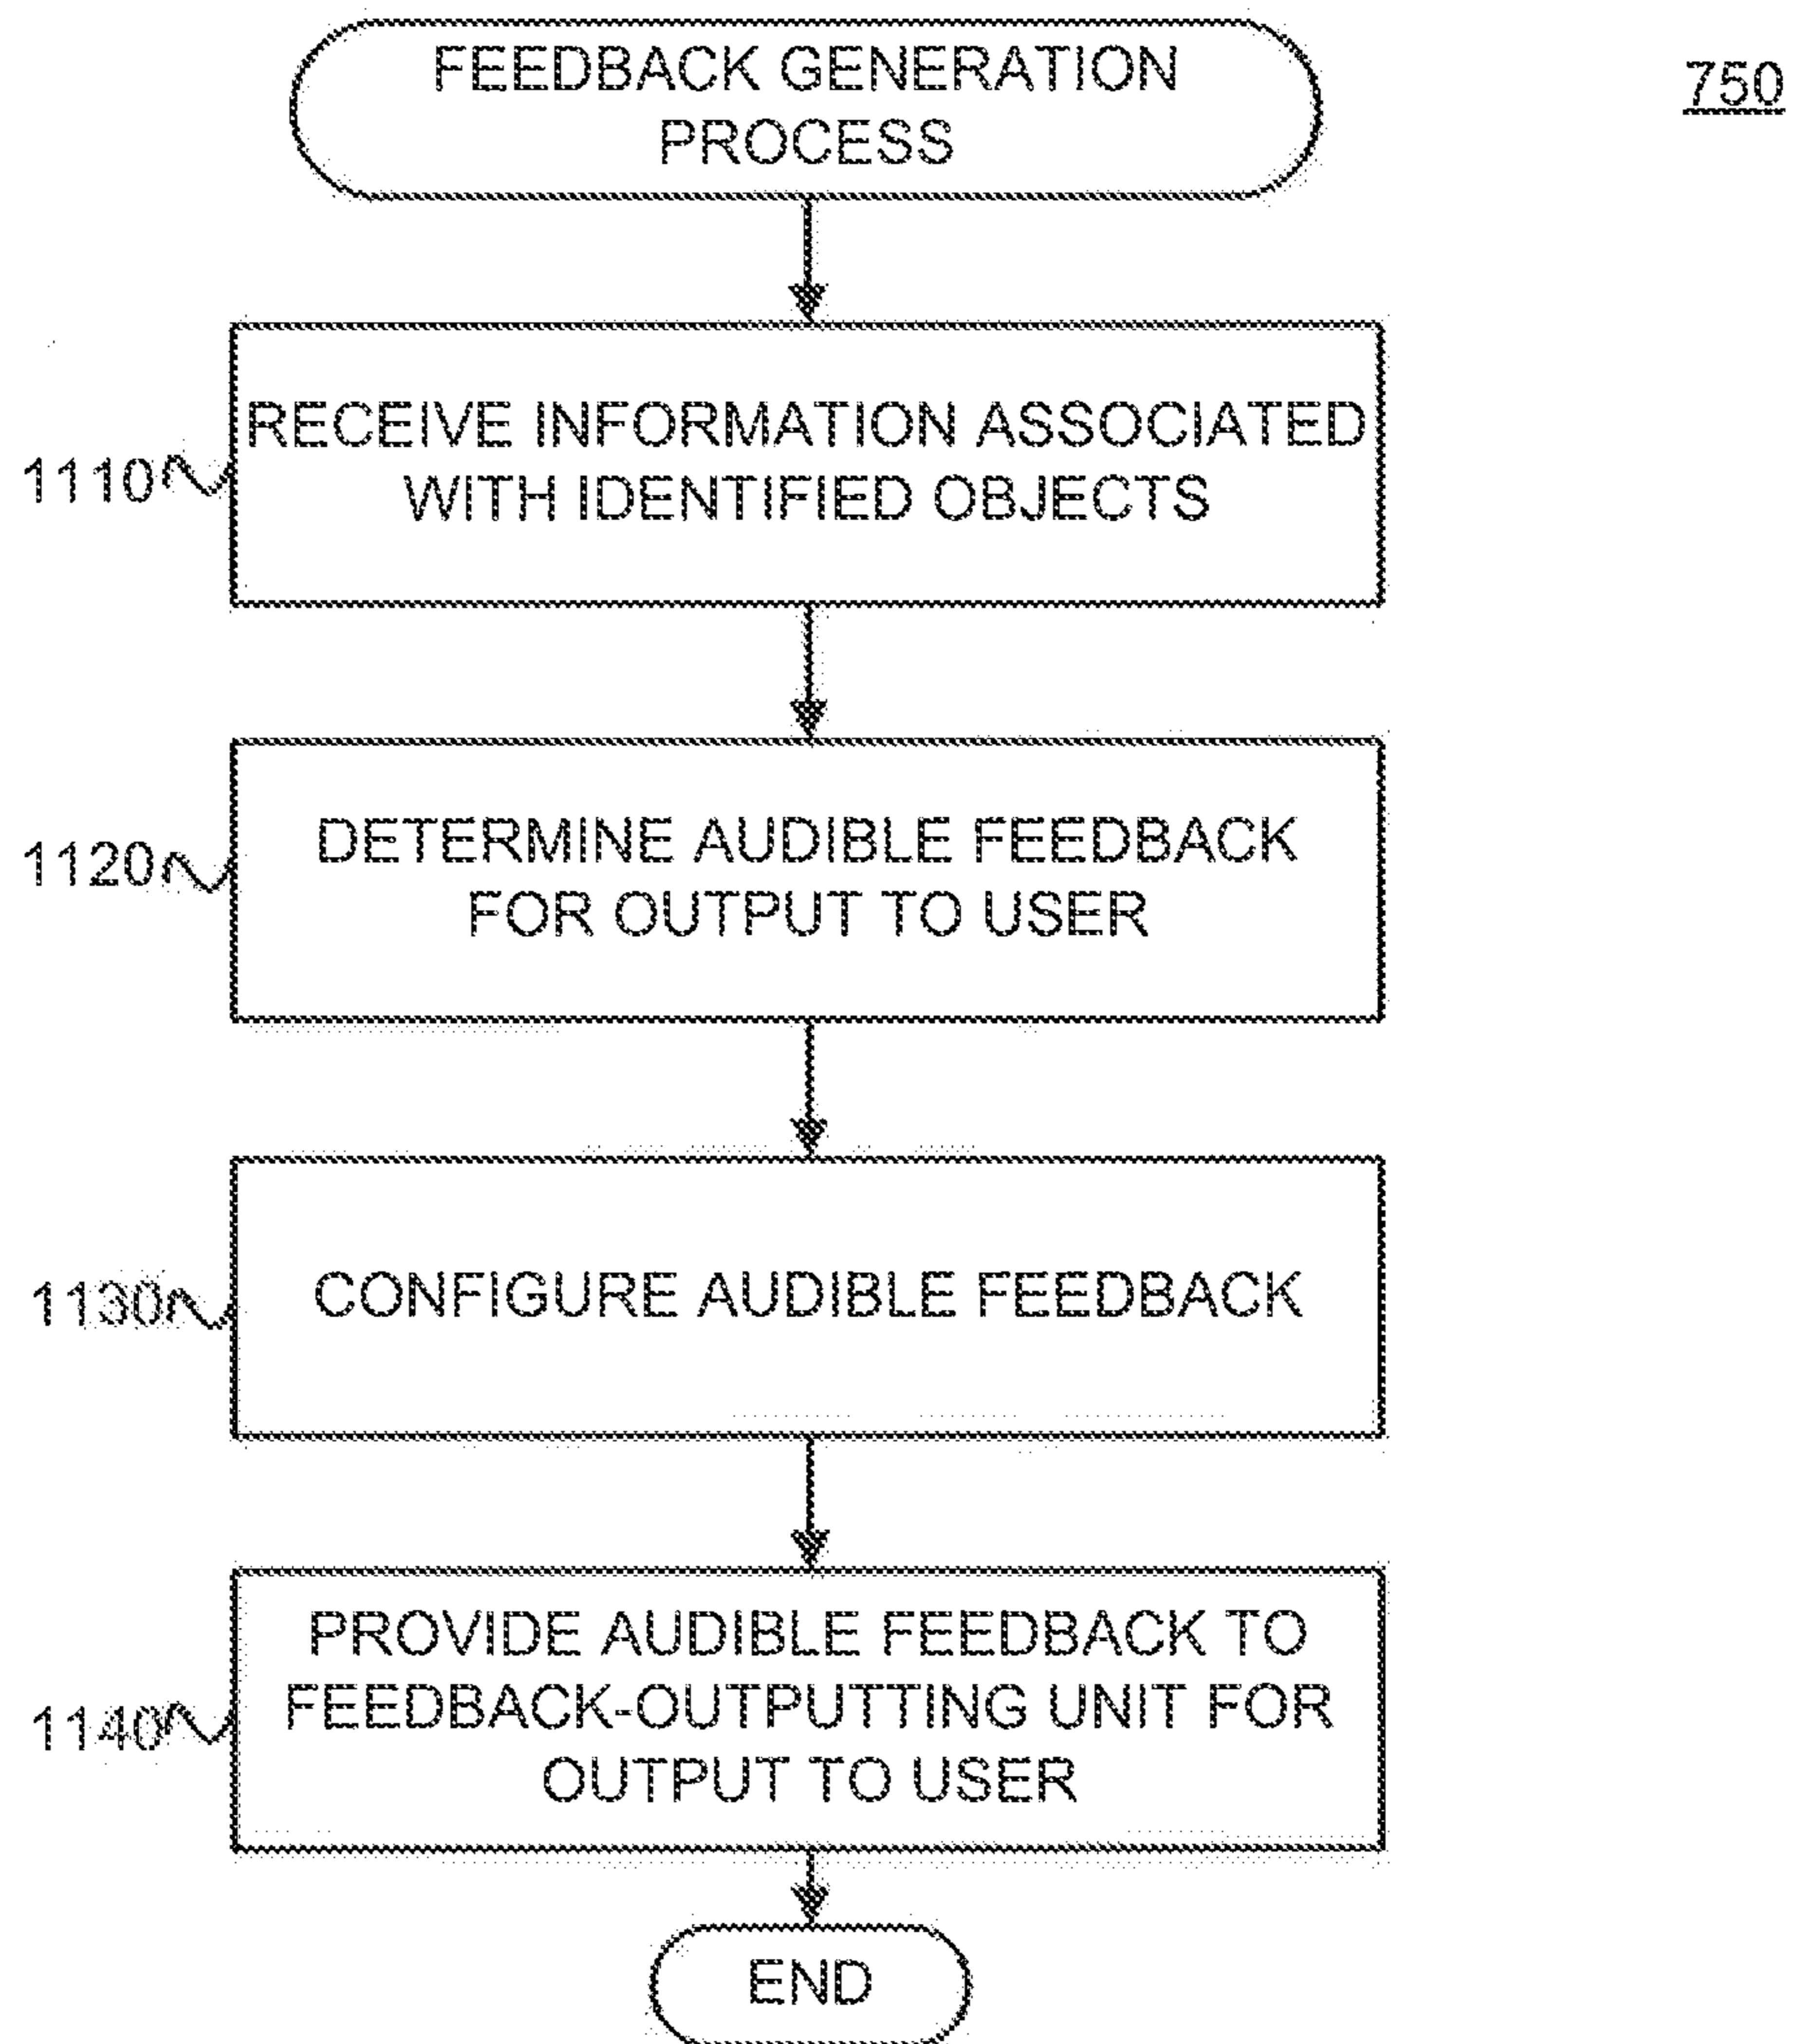 FEEDBACK GENERATION
PROCESS
750
RECEIVE INFORMATION ASSOCIATED
WITH IDENTIFIED OBJECTS
1110
DETERMINE AUDIBLE FEEDBACK
FOR OUTPUT TO USER
1120
CONFIGURE AUDIBLE FEEDBACK
1130
PROVIDE AUDIBLE FEEDBACK TO
FEEDBACK-OUTPUTTING UNIT FOR
OUTPUT TO USER
1140
END